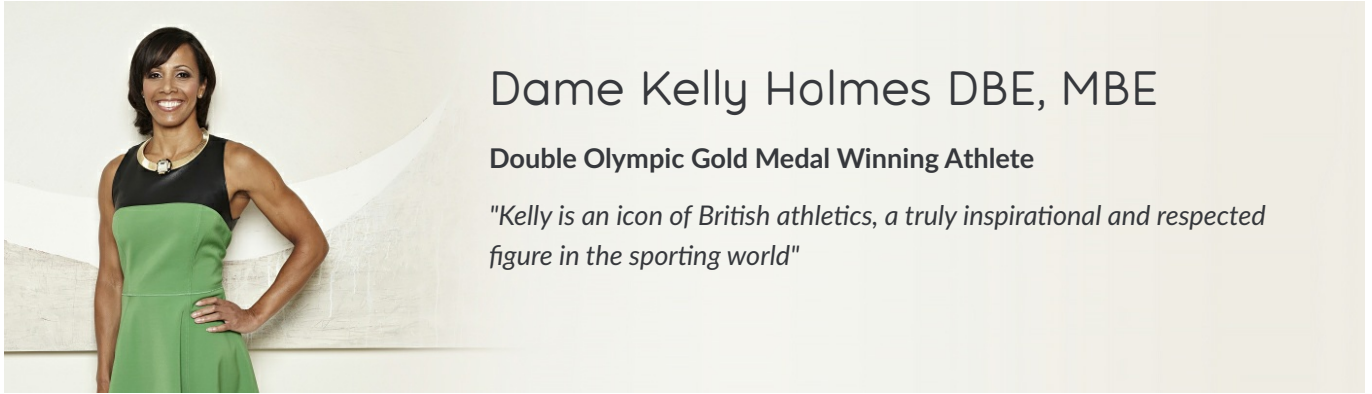 Dame Kelly Holmes DBE, MBE
Double Olympic Gold Medal Winning Athlete
"Kelly is an icon of British athletics, a truly inspirational and respected
figure in the sporting world"